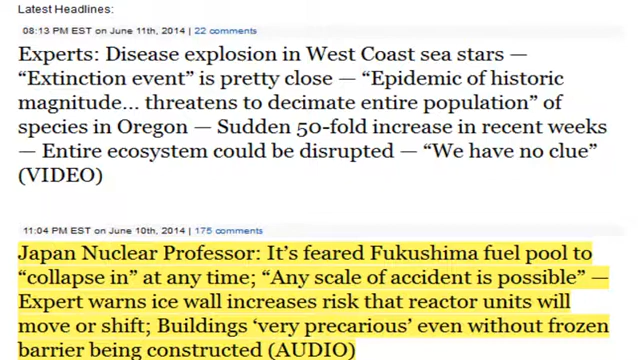 Latest Headlines:
08:13 PM EST on June 11th, 2014 | 22 comments
Experts: Disease explosion in West Coast sea stars —
“Extinction event” is pretty close — “Epidemic of historic
magnitude... threatens to decimate entire population” of
species in Oregon — Sudden 50-fold increase in recent weeks
— Entire ecosystem could be disrupted — “We have no clue”
(VIDEO)
11:04 PM EST on June 10th, 2014 | 175 comments
Japan Nuclear Professor: It’s feared Fukushima fuel pool to
“collapse in” at any time; “Any scale of accident is possible” —
Expert warns ice wall increases risk that reactor units will
move or shift; Buildings ‘very precarious’ even without frozen
barrier being constructed (AUDIO)